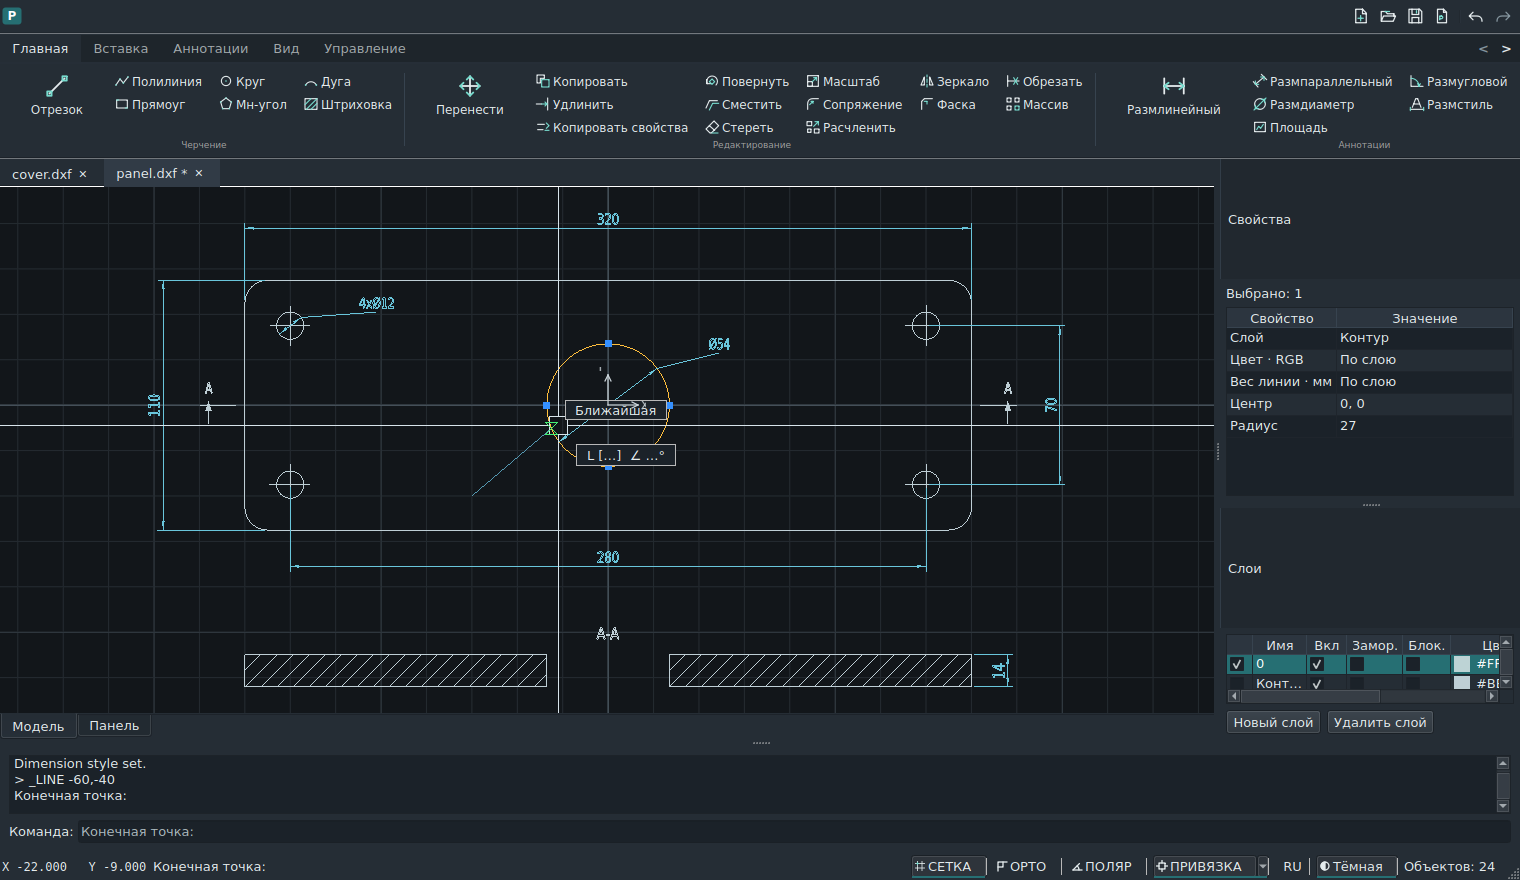 P
Главная Вставка Аннотации Вид Управление < >
Отрезок Полилиния Круг Дуга
Прямоуг Мн-угол Штриховка
Черчение
Перенести Копировать Повернуть Масштаб Зеркало Обрезать
Удлинить Сместить Сопряжение Фаска Массив
Копировать свойства Стереть Расчленить
Редактирование
Размлинейный Размпараллельный Размугловой
Размдиаметр Размстиль
Площадь
Аннотации
cover.dxf × panel.dxf * ×
320
4xØ12
Ø54
A A
110
70
Ближайшая
L [...] ∠ ...°
280
A-A
14
Свойства
Выбрано: 1
Свойство Значение
Слой Контур
Цвет · RGB По слою
Вес линии · мм По слою
Центр 0, 0
Радиус 27
Слои
Имя Вкл Замор. Блок. Цв
0 #FF
Конт... #BE
Новый слой Удалить слой
Модель Панель
Dimension style set.
> _LINE -60,-40
Конечная точка:
Команда: Конечная точка:
X -22.000 Y -9.000 Конечная точка: СЕТКА ОРТО ПОЛЯР ПРИВЯЗКА RU Тёмная Объектов: 24